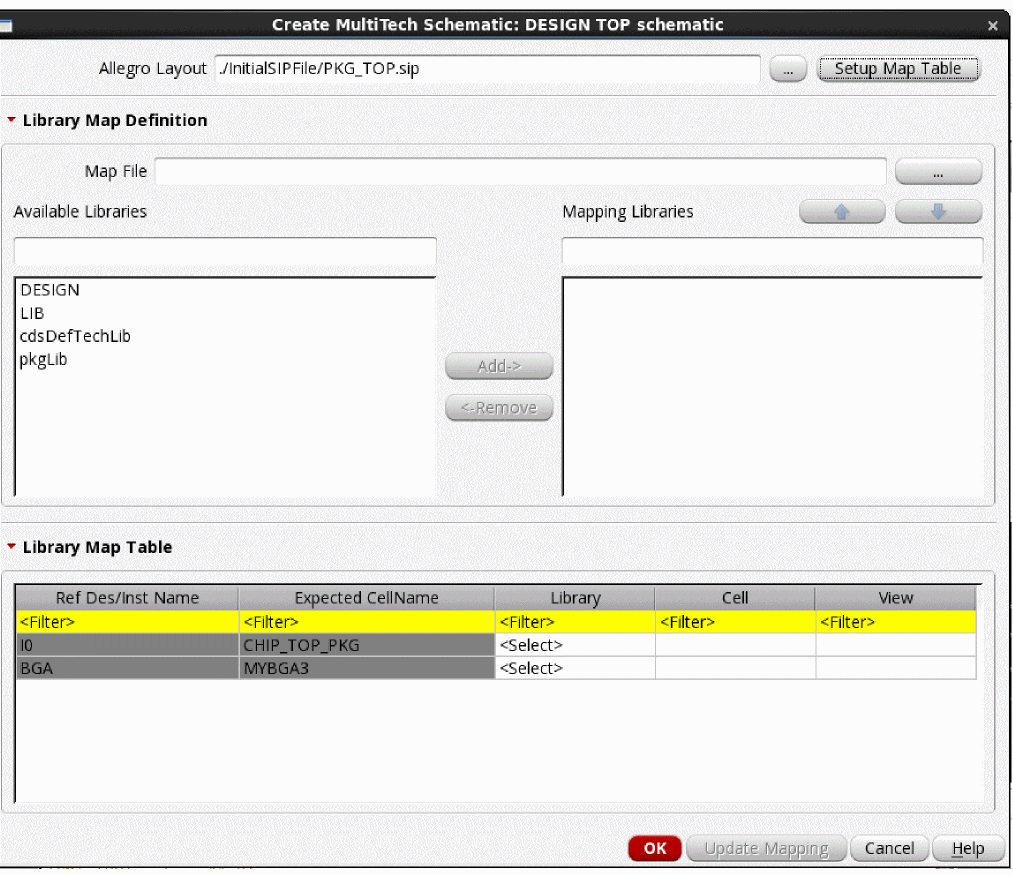 Create MultiTech Schematic: DESIGN TOP schematic ×
Allegro Layout ./InitialSIPFile/PKG_TOP.sip ... Setup Map Table
Library Map Definition
Map File ...
Available Libraries Mapping Libraries
DESIGN
LIB
cdsDefTechLib
pkgLib
Add->
<-Remove
Library Map Table
Ref Des/Inst Name Expected CellName Library Cell View
<Filter> <Filter> <Filter> <Filter> <Filter>
I0 CHIP_TOP_PKG <Select>
BGA MYBGA3 <Select>
OK Update Mapping Cancel Help